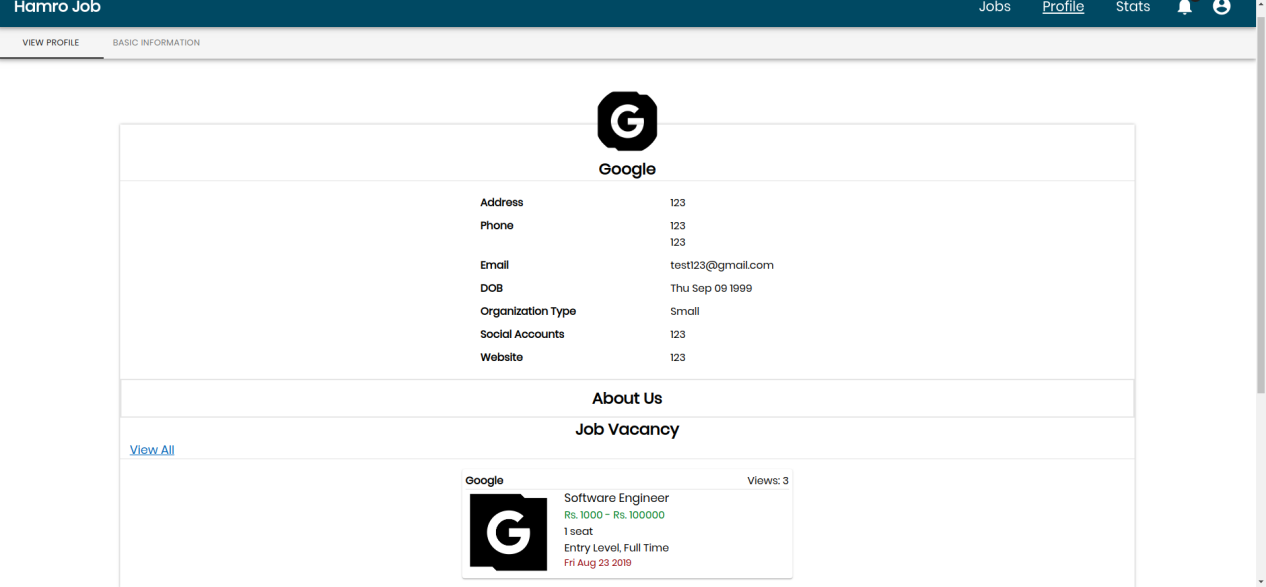 Hamro Job Jobs Profile Stats
VIEW PROFILE BASIC INFORMATION
G
Google
Address 123
Phone 123
123
Email test123@gmail.com
DOB Thu Sep 09 1999
Organization Type Small
Social Accounts 123
Website 123
About Us
Job Vacancy
View All
Google Views: 3
G
Software Engineer
Rs. 1000 - Rs. 100000
1 seat
Entry Level, Full Time
Fri Aug 23 2019